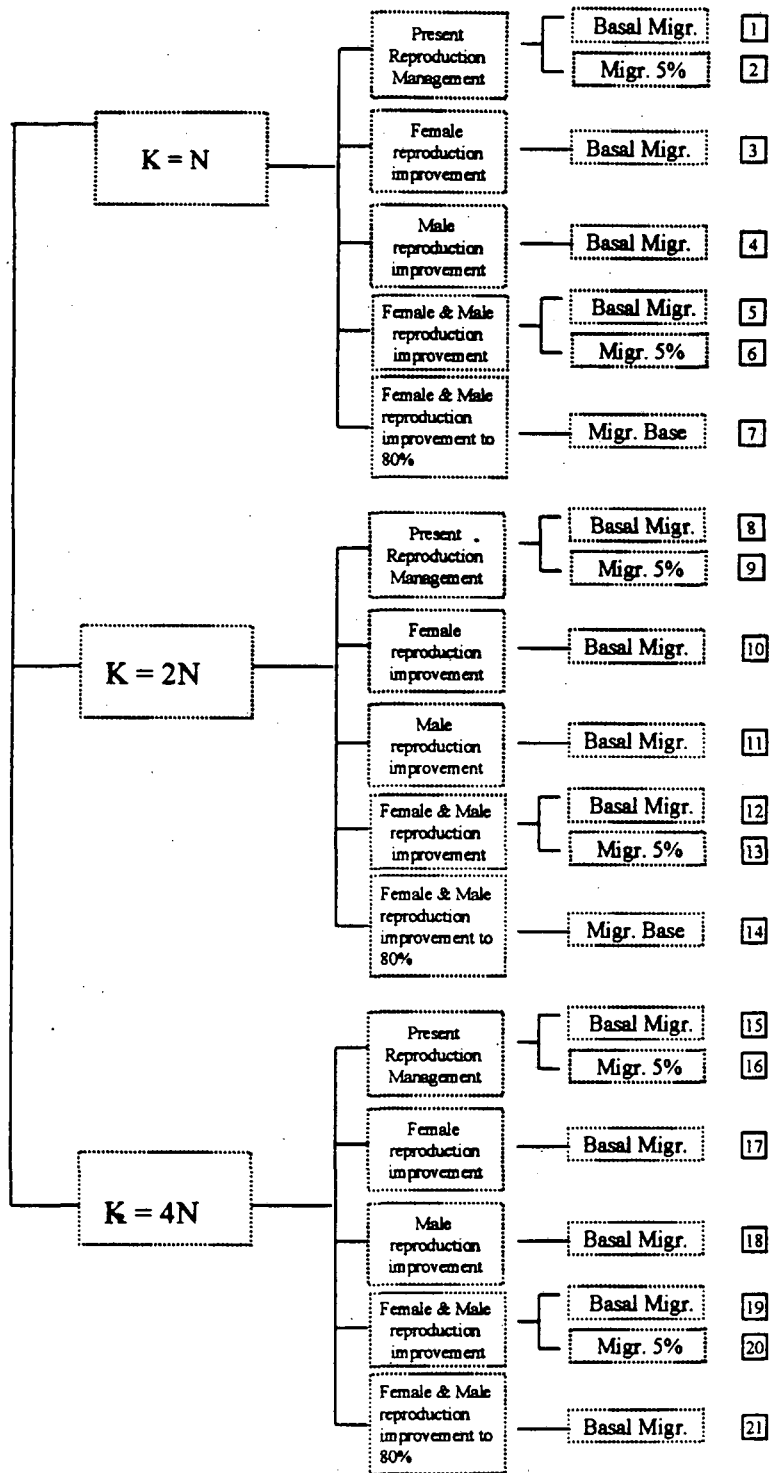 Present
Reproduction
Management
Basal Migr.
1
Migr. 5%
2
K = N
Female
reproduction
improvement
Basal Migr.
3
Male
reproduction
improvement
Basal Migr.
4
Female & Male
reproduction
improvement
Basal Migr.
5
Migr. 5%
6
Female & Male
reproduction
improvement to
80%
Migr. Base
7
Present
Reproduction
Management
Basal Migr.
8
Migr. 5%
9
K = 2N
Female
reproduction
improvement
Basal Migr.
10
Male
reproduction
improvement
Basal Migr.
11
Female & Male
reproduction
improvement
Basal Migr.
12
Migr. 5%
13
Female & Male
reproduction
improvement to
80%
Migr. Base
14
Present
Reproduction
Management
Basal Migr.
15
Migr. 5%
16
K = 4N
Female
reproduction
improvement
Basal Migr.
17
Male
reproduction
improvement
Basal Migr.
18
Female & Male
reproduction
improvement
Basal Migr.
19
Migr. 5%
20
Female & Male
reproduction
improvement to
80%
Basal Migr.
21